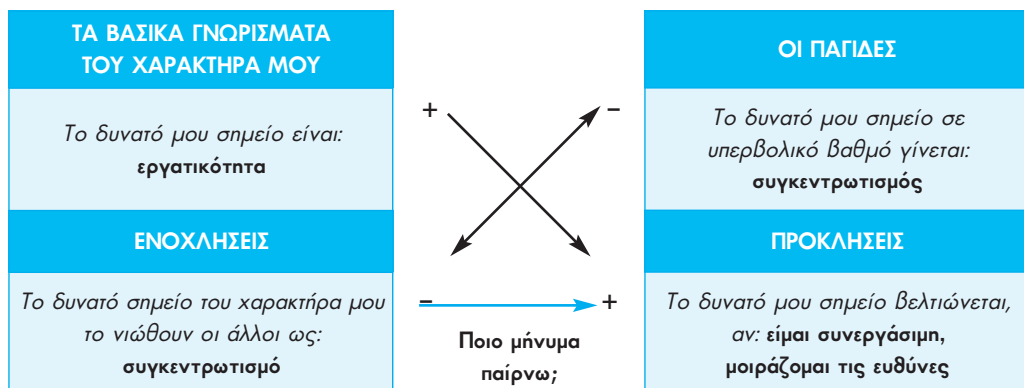 ΤΑ ΒΑΣΙΚΑ ΓΝΩΡΙΣΜΑΤΑ
ΤΟΥ ΧΑΡΑΚΤΗΡΑ ΜΟΥ
Το δυνατό μου σημείο είναι:
εργατικότητα
+
–
ΟΙ ΠΑΓΙΔΕΣ
Το δυνατό μου σημείο σε
υπερβολικό βαθμό γίνεται:
συγκεντρωτισμός
ΕΝΟΧΛΗΣΕΙΣ
Το δυνατό σημείο του χαρακτήρα μου
το νιώθουν οι άλλοι ως:
συγκεντρωτισμό
–
+
Ποιο μήνυμα
παίρνω;
ΠΡΟΚΛΗΣΕΙΣ
Το δυνατό μου σημείο βελτιώνεται,
αν: είμαι συνεργάσιμη,
μοιράζομαι τις ευθύνες